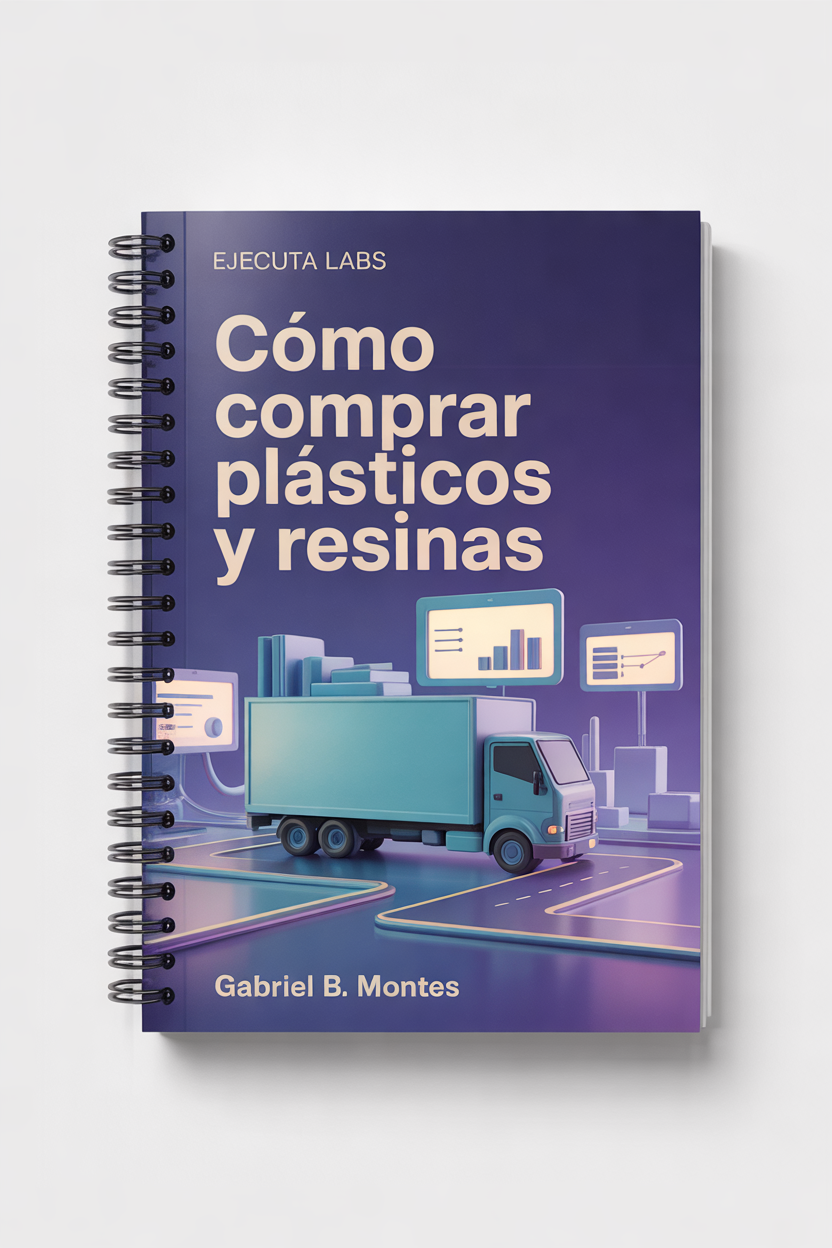 EJECUTA LABS
Cómo
comprar
plásticos
y resinas
Gabriel B. Montes